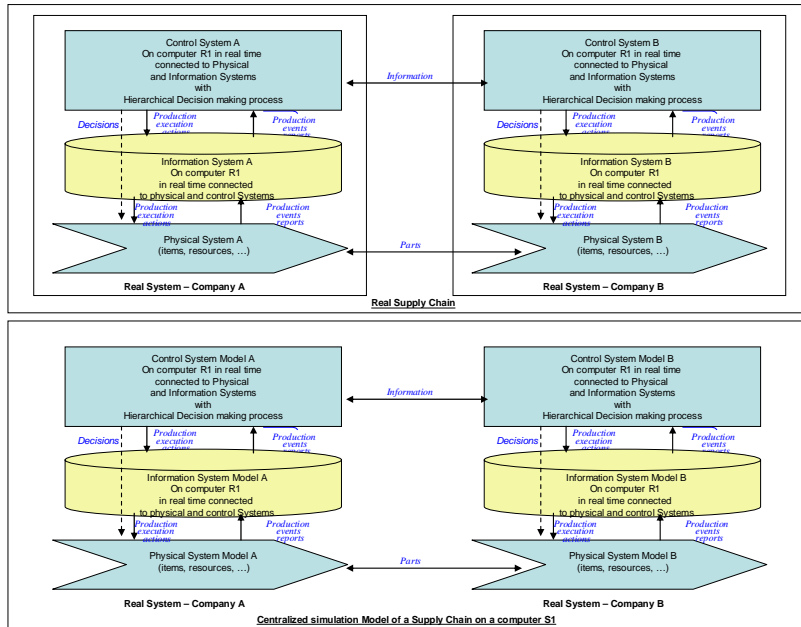 Control System A
On computer R1 in real time
connected to Physical
and Information Systems
with
Hierarchical Decision making process
Decisions
Production
execution
actions
Production
events
reports
Information System A
On computer R1
in real time connected
to physical and control Systems
Production
execution
actions
Production
events
reports
Physical System A
(items, resources, ...)
Real System – Company A
Information
Parts
Control System B
On computer R1 in real time
connected to Physical
and Information Systems
with
Hierarchical Decision making process
Decisions
Production
execution
actions
Production
events
reports
Information System B
On computer R1
in real time connected
to physical and control Systems
Production
execution
actions
Production
events
reports
Physical System B
(items, resources, ...)
Real System – Company B
Real Supply Chain
Control System Model A
On computer R1 in real time
connected to Physical
and Information Systems
with
Hierarchical Decision making process
Decisions
Production
execution
actions
Production
events
Information System Model A
On computer R1
in real time connected
to physical and control Systems
Production
execution
actions
Production
events
reports
Physical System Model A
(items, resources, ...)
Real System – Company A
Information
Parts
Control System Model B
On computer R1 in real time
connected to Physical
and Information Systems
with
Hierarchical Decision making process
Decisions
Production
execution
actions
Production
events
Information System Model B
On computer R1
in real time connected
to physical and control Systems
Production
execution
actions
Production
events
reports
Physical System Model B
(items, resources, ...)
Real System – Company B
Centralized simulation Model of a Supply Chain on a computer S1